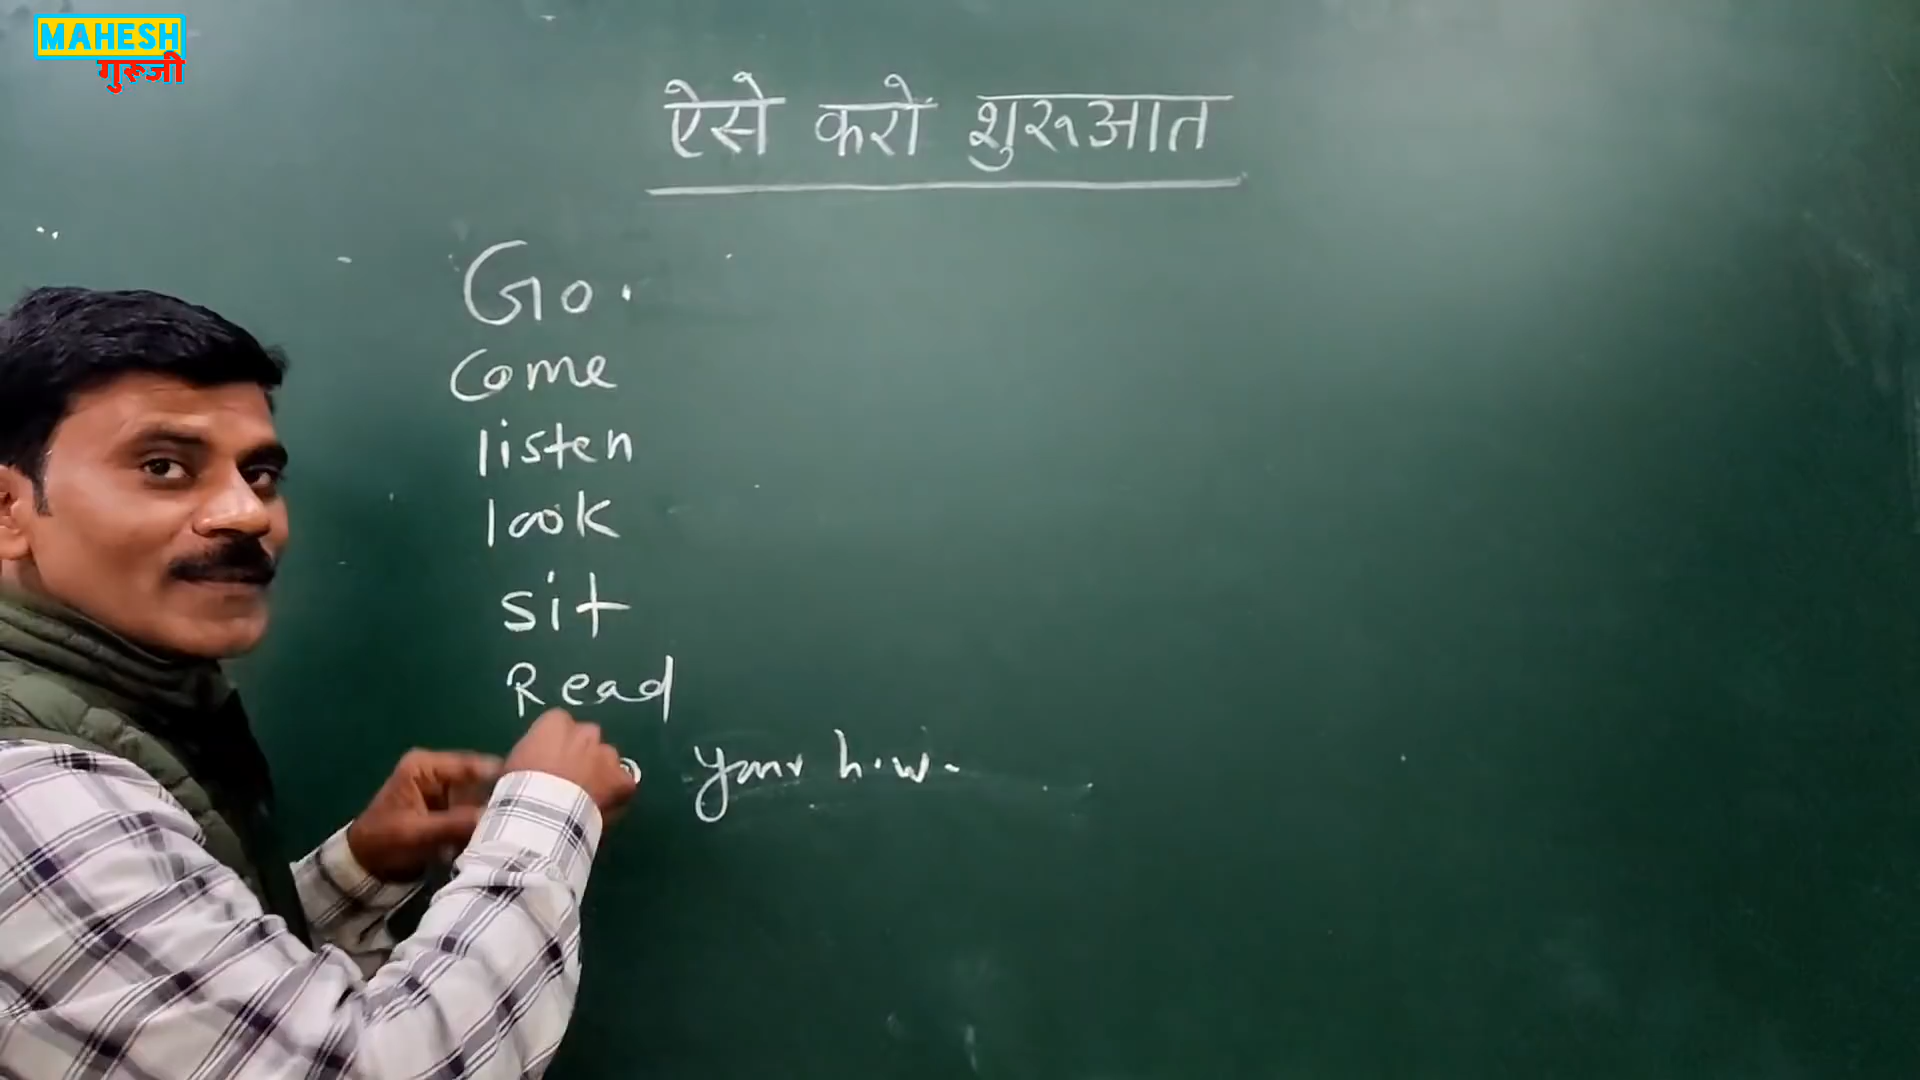 MAHESH
गुरूजी
ऐसे करों शुरूआत
Go.
Come
listen
look
sit
Read
your h.w.